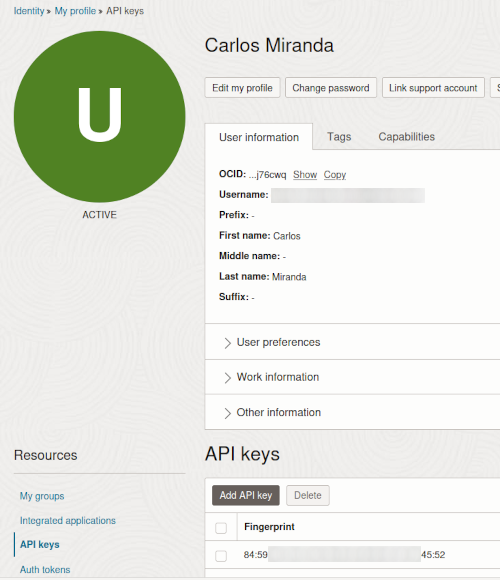 Identity » My profile » API keys
U
ACTIVE
Carlos Miranda
Edit my profile
Change password
Link support account
User information
Tags
Capabilities
OCID: ...j76cwq Show Copy
Username:
Prefix: -
First name: Carlos
Middle name: -
Last name: Miranda
Suffix: -
User preferences
Work information
Other information
Resources
My groups
Integrated applications
API keys
Auth tokens
API keys
Add API key
Delete
Fingerprint
84:59 45:52